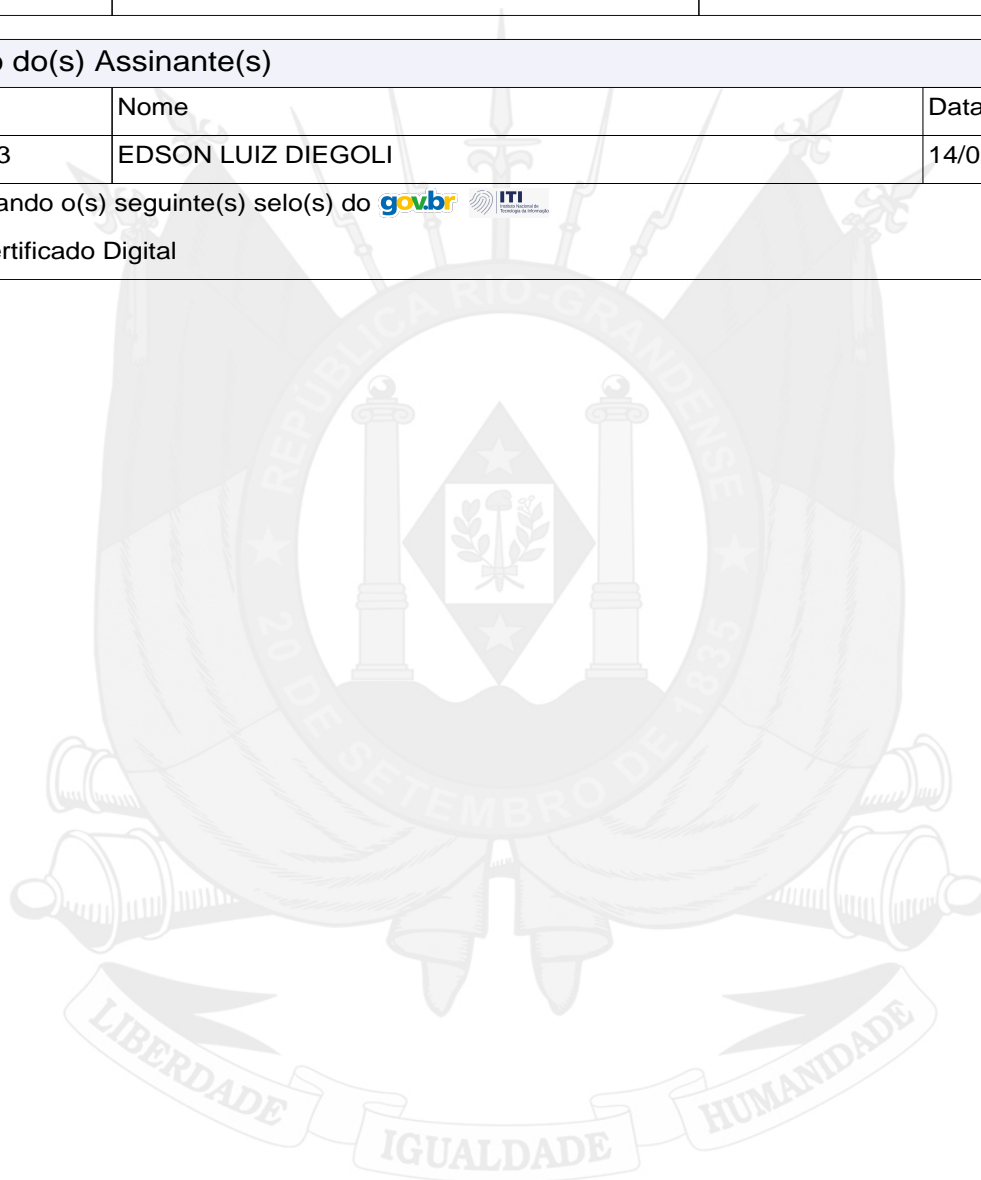 o do(s) Assinante(s)
Nome
Data
3
EDSON LUIZ DIEGOLI
14/0
ando o(s) seguinte(s) selo(s) do gov.br ITI
rtificado Digital
REPÚBLICA RIO-GRANDENSE
20 DE SETEMBRO DE 1835
LIBERDADE
IGUALDADE
HUMANIDADE